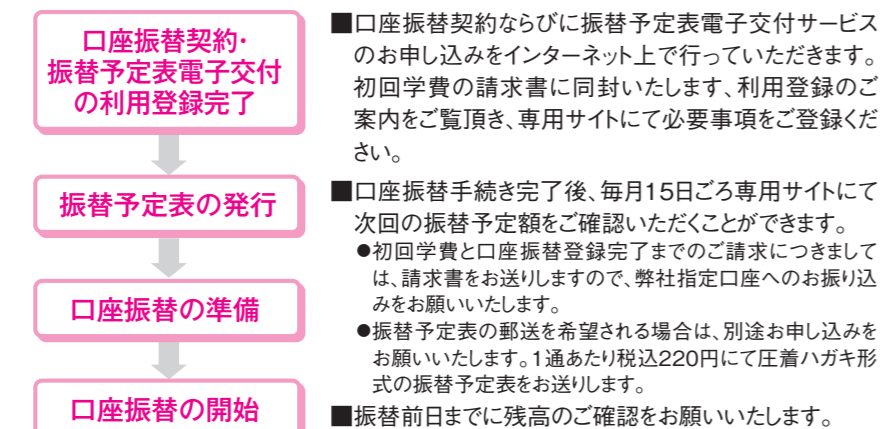 口座振替契約・
振替予定表電子交付
の利用登録完了
■口座振替契約ならびに振替予定表電子交付サービス
のお申し込みをインターネット上で行っていただきます。
初回学費の請求書に同封いたします、利用登録のご
案内をご覧頂き、専用サイトにて必要事項をご登録くだ
さい。
振替予定表の発行
■口座振替手続き完了後、毎月15日ごろ専用サイトにて
次回の振替予定額をご確認いただくことができます。
●初回学費と口座振替登録完了までのご請求につきまして
は、請求書をお送りしますので、弊社指定口座へのお振り込
みをお願いいたします。
口座振替の準備
●振替予定表の郵送を希望される場合は、別途お申し込みを
お願いいたします。1通あたり税込220円にて圧着ハガキ形
式の振替予定表をお送りします。
口座振替の開始
■振替前日までに残高のご確認をお願いいたします。